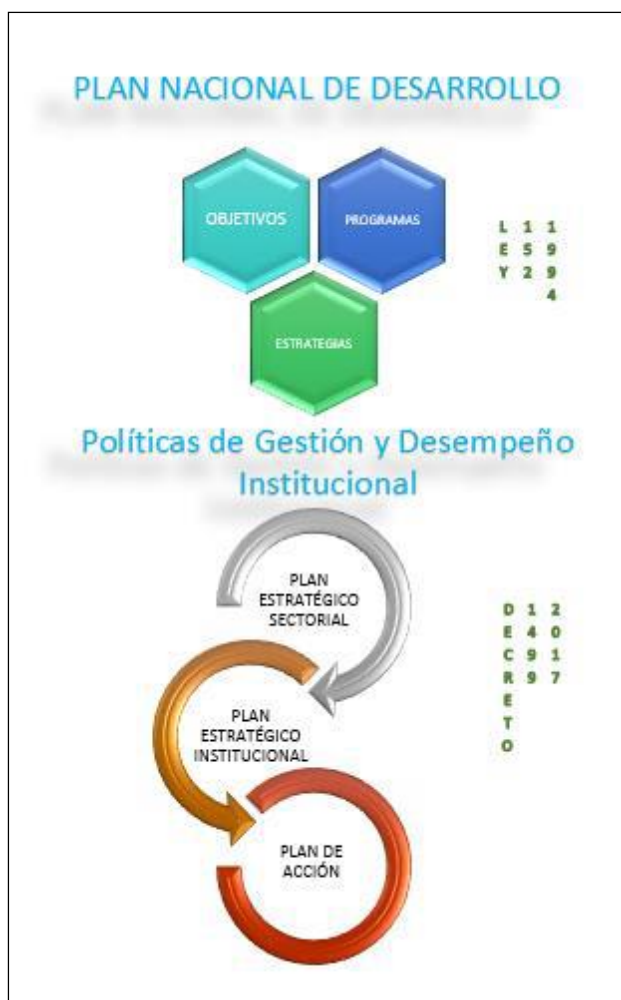 PLAN NACIONAL DE DESARROLLO
OBJETIVOS
PROGRAMAS
ESTRATEGIAS
LEY 152 1994
Políticas de Gestión y Desempeño
Institucional
PLAN
ESTRATÉGICO
SECTORIAL
PLAN
ESTRATÉGICO
INSTITUCIONAL
PLAN DE
ACCIÓN
DECRETO 1499 2017